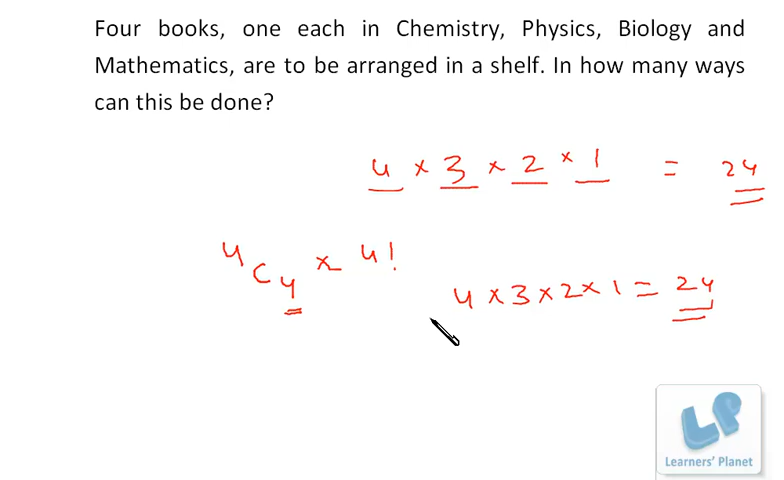 Four books, one each in Chemistry, Physics, Biology and
Mathematics, are to be arranged in a shelf. In how many ways
can this be done?
4 × 3 × 2 × 1 = 24
4C4 × 4!
4 × 3 × 2 × 1 = 24
LP
Learners' Planet